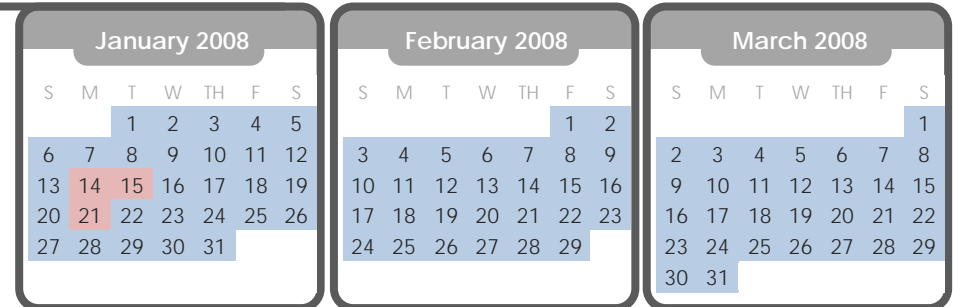 January 2008
S M T W TH F S
1 2 3 4 5
6 7 8 9 10 11 12
13 14 15 16 17 18 19
20 21 22 23 24 25 26
27 28 29 30 31
February 2008
S M T W TH F S
1 2
3 4 5 6 7 8 9
10 11 12 13 14 15 16
17 18 19 20 21 22 23
24 25 26 27 28 29
March 2008
S M T W TH F S
1
2 3 4 5 6 7 8
9 10 11 12 13 14 15
16 17 18 19 20 21 22
23 24 25 26 27 28 29
30 31